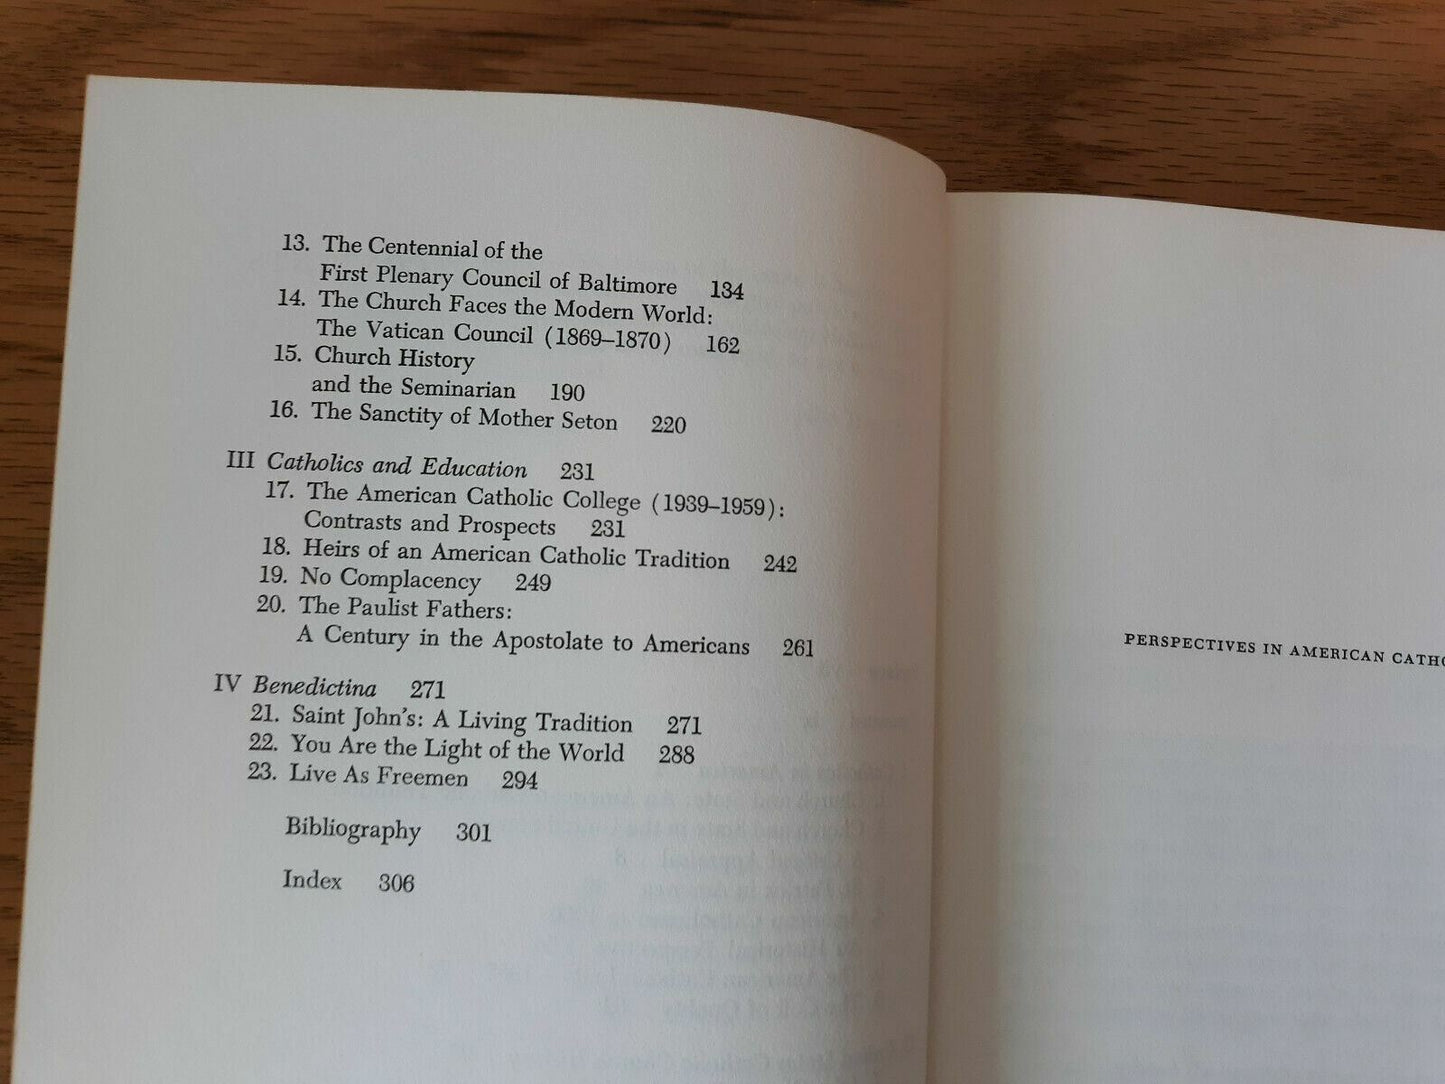 13. The Centennial of the
First Plenary Council of Baltimore 134
14. The Church Faces the Modern World:
The Vatican Council (1869–1870) 162
15. Church History
and the Seminarian 190
16. The Sanctity of Mother Seton 220
III Catholics and Education 231
17. The American Catholic College (1939–1959):
Contrasts and Prospects 231
18. Heirs of an American Catholic Tradition 242
19. No Complacency 249
20. The Paulist Fathers:
A Century in the Apostolate to Americans 261
IV Benedictina 271
21. Saint John's: A Living Tradition 271
22. You Are the Light of the World 288
23. Live As Freemen 294
Bibliography 301
Index 306
PERSPECTIVES IN AMERICAN CATHO